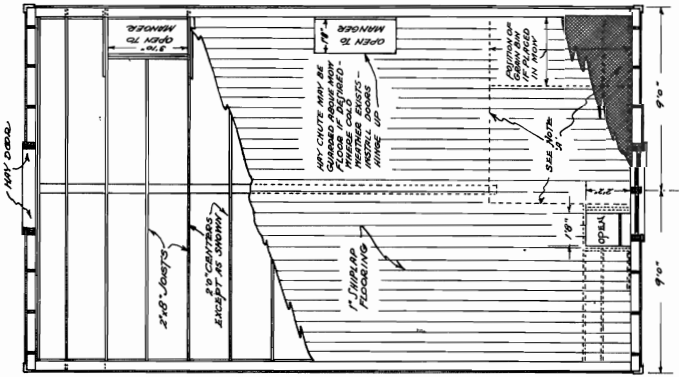 HAY DOOR
3'10"
OPEN TO
MANGER
1'8"
OPEN TO
MANGER
HAY CHUTE MAY BE
GUARDED ABOVE MOW
FLOOR IF DESIRED-
WHERE COLD
WEATHER EXISTS-
INSTALL DOORS
HINGE UP
POSITION OF
GRAIN BIN
IF PLACED
IN MOW
SEE NOTE
"A"
2"x8" JOISTS
2'0" CENTERS
EXCEPT AS SHOWN
1" SHIPLAP
FLOORING
1'8"
OPEN
2'2"
9'0"
9'0"